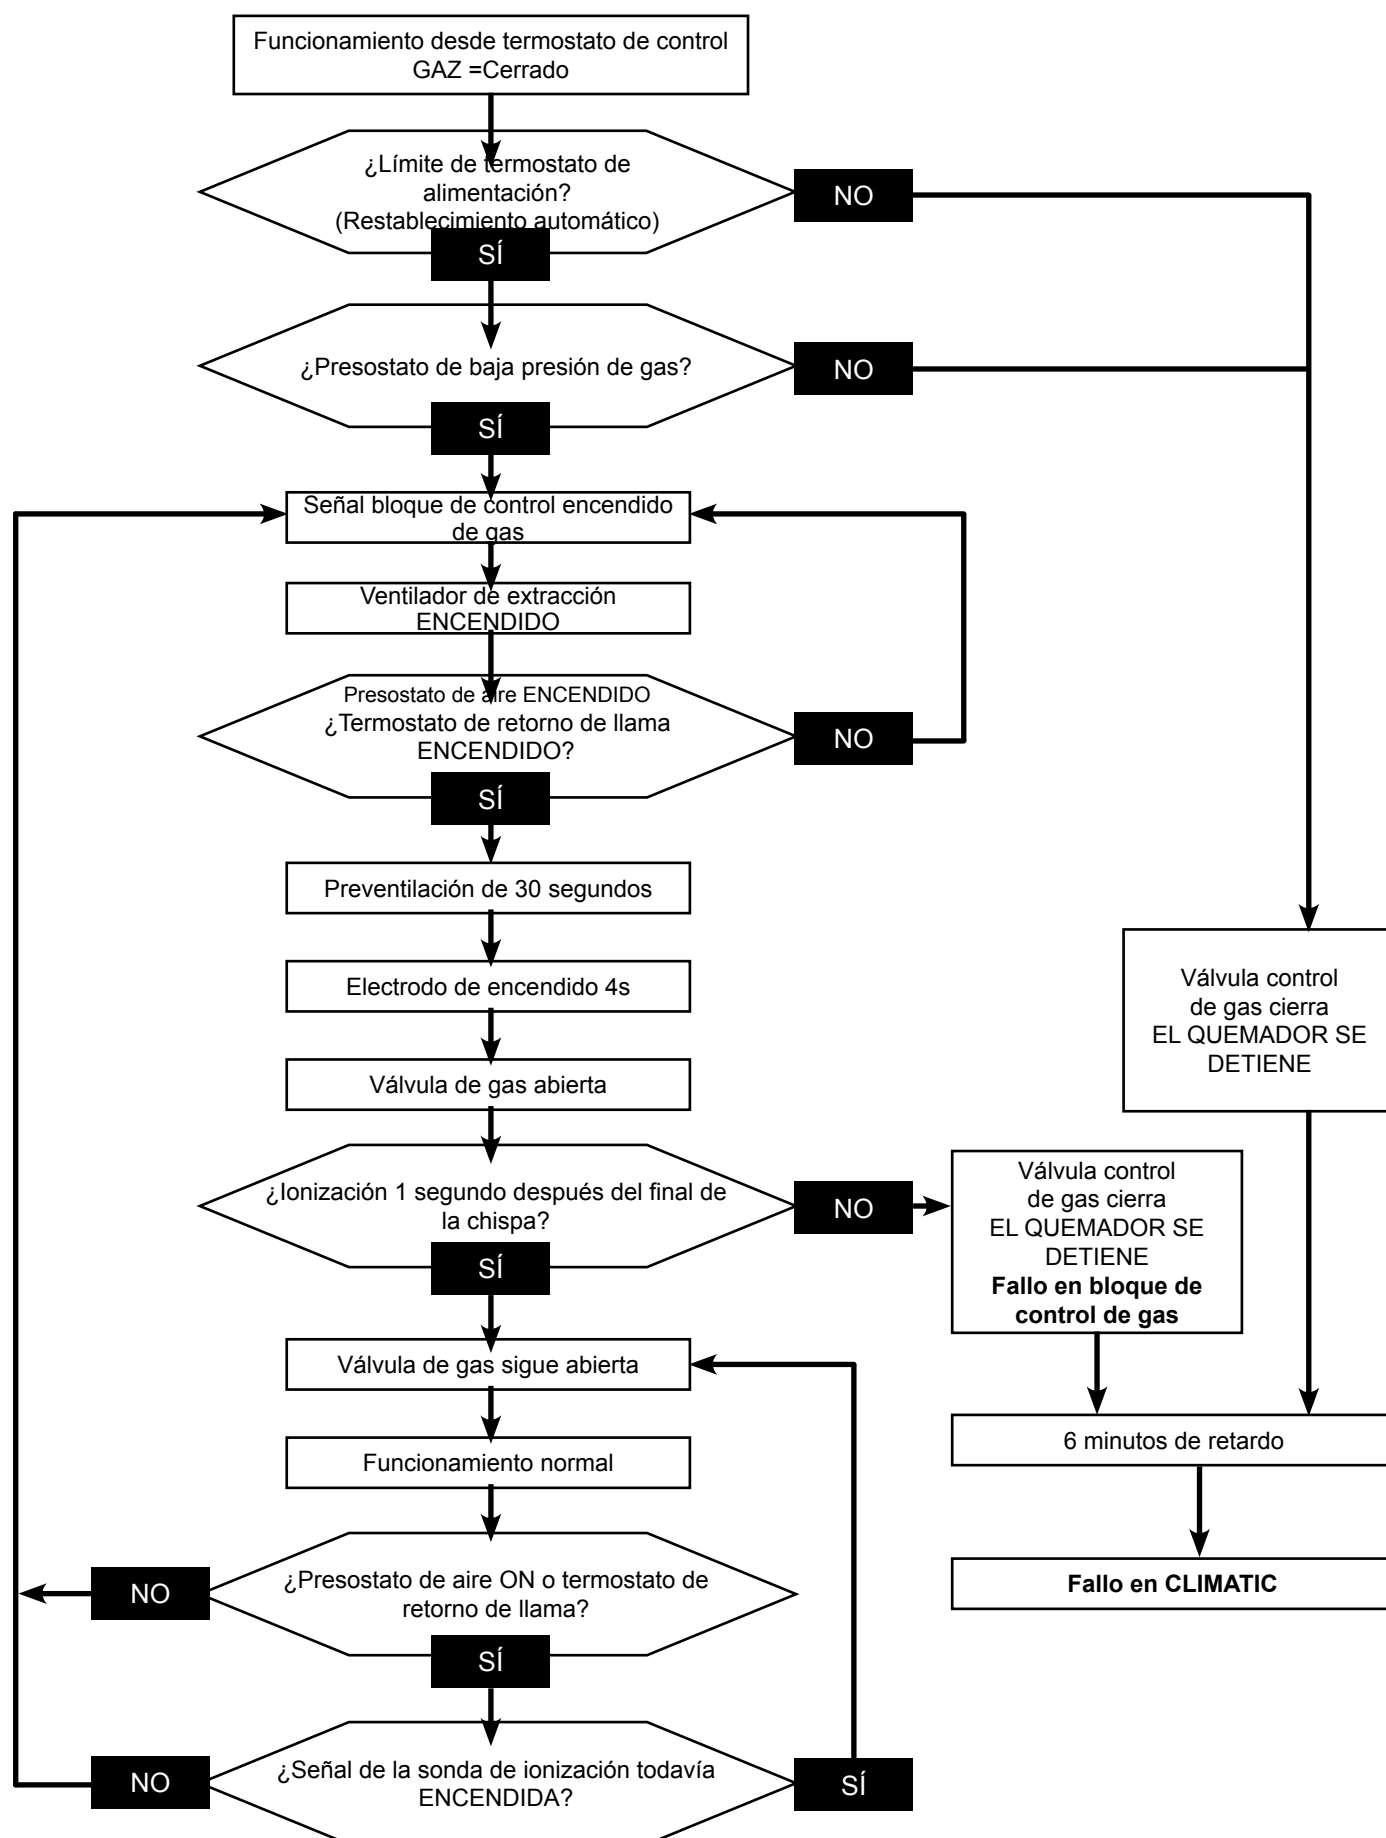 Funcionamiento desde termostato de control
GAZ =Cerrado
¿Límite de termostato de
alimentación?
(Restablecimiento automático)
NO
SÍ
¿Presostato de baja presión de gas?
NO
SÍ
Señal bloque de control encendido
de gas
Ventilador de extracción
ENCENDIDO
Presostato de aire ENCENDIDO
¿Termostato de retorno de llama
ENCENDIDO?
NO
SÍ
Preventilación de 30 segundos
Electrodo de encendido 4s
Válvula de gas abierta
Válvula control
de gas cierra
EL QUEMADOR SE
DETIENE
¿Ionización 1 segundo después del final de
la chispa?
NO
SÍ
Válvula control
de gas cierra
EL QUEMADOR SE
DETIENE
Fallo en bloque de
control de gas
Válvula de gas sigue abierta
Funcionamiento normal
6 minutos de retardo
Fallo en CLIMATIC
NO
¿Presostato de aire ON o termostato de
retorno de llama?
SÍ
NO
¿Señal de la sonda de ionización todavía
ENCENDIDA?
SÍ